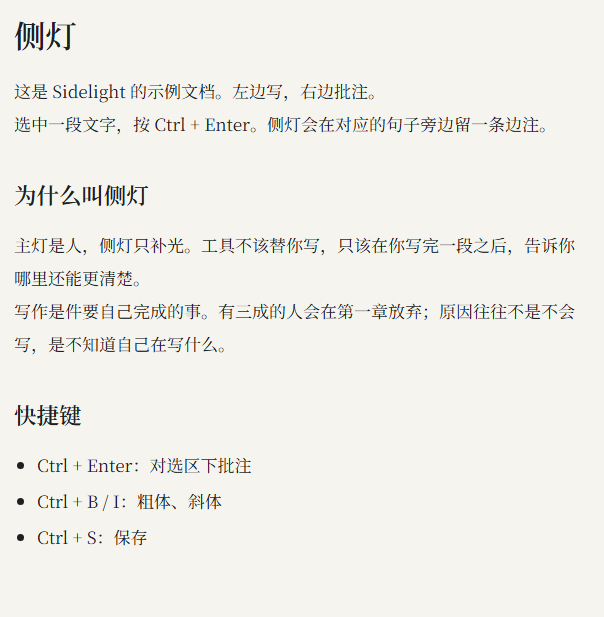 侧灯
这是 Sidelight 的示例文档。左边写，右边批注。
选中一段文字，按 Ctrl + Enter。侧灯会在对应的句子旁边留一条边注。
为什么叫侧灯
主灯是人，侧灯只补光。工具不该替你写，只该在你写完一段之后，告诉你
哪里还能更清楚。
写作是件要自己完成的事。有三成的人会在第一章放弃；原因往往不是不会
写，是不知道自己在写什么。
快捷键
• Ctrl + Enter：对选区下批注
• Ctrl + B / I：粗体、斜体
• Ctrl + S：保存